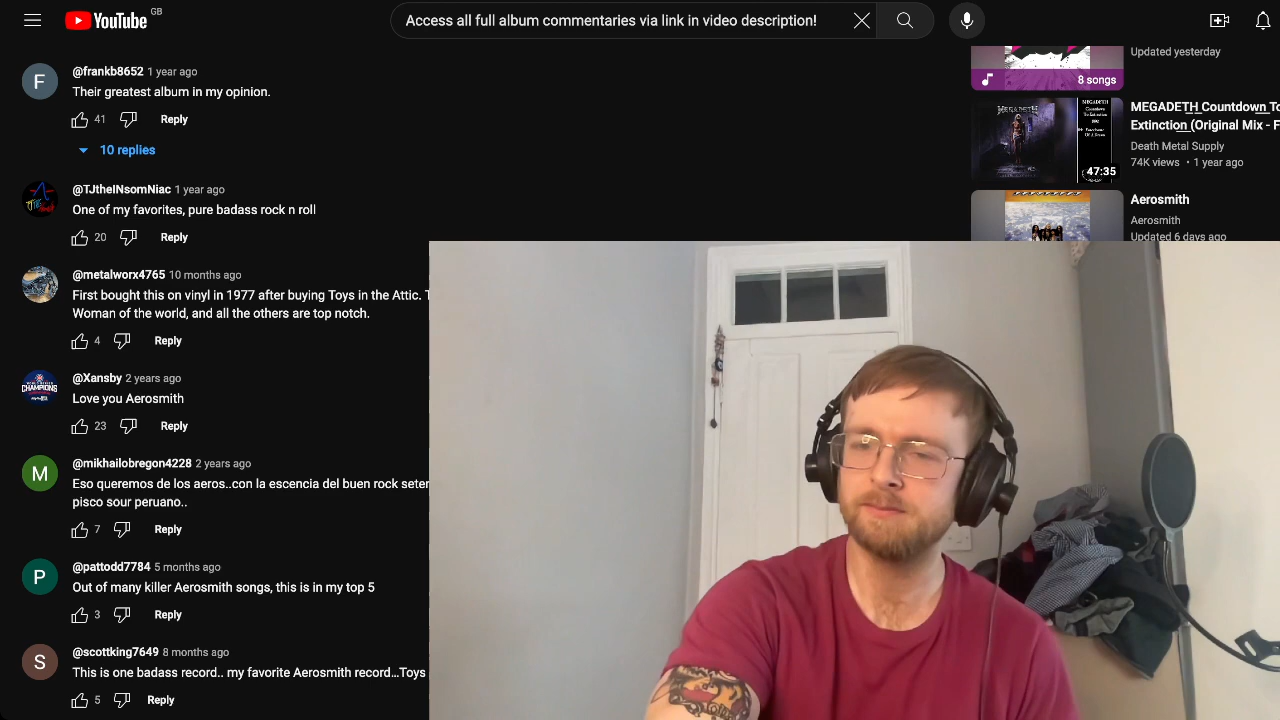 YouTube GB
Access all full album commentaries via link in video description!
F
@frankb8652 1 year ago
Their greatest album in my opinion.
41 Reply
10 replies
@TJtheINsomNiac 1 year ago
One of my favorites, pure badass rock n roll
20 Reply
@metalworx4765 10 months ago
First bought this on vinyl in 1977 after buying Toys in the Attic.
Woman of the world, and all the others are top notch.
4 Reply
CHAMPIONS
@Xansby 2 years ago
Love you Aerosmith
23 Reply
M
@mikhailobregon4228 2 years ago
Eso queremos de los aeros..con la escencia del buen rock seter
pisco sour peruano..
7 Reply
P
@pattodd7784 5 months ago
Out of many killer Aerosmith songs, this is in my top 5
3 Reply
S
@scottking7649 8 months ago
This is one badass record.. my favorite Aerosmith record...Toys
5 Reply
Updated yesterday
8 songs
MEGADETH
MEGADETH
Countdown
To Extinction
1992
47:35
MEGADETH Countdown To
Extinction (Original Mix - F
Death Metal Supply
74K views • 1 year ago
Aerosmith
Aerosmith
Updated 6 days ago